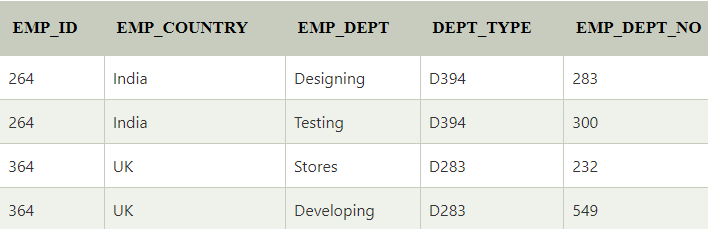 EMP_ID EMP_COUNTRY EMP_DEPT DEPT_TYPE EMP_DEPT_NO
264 India Designing D394 283
264 India Testing D394 300
364 UK Stores D283 232
364 UK Developing D283 549